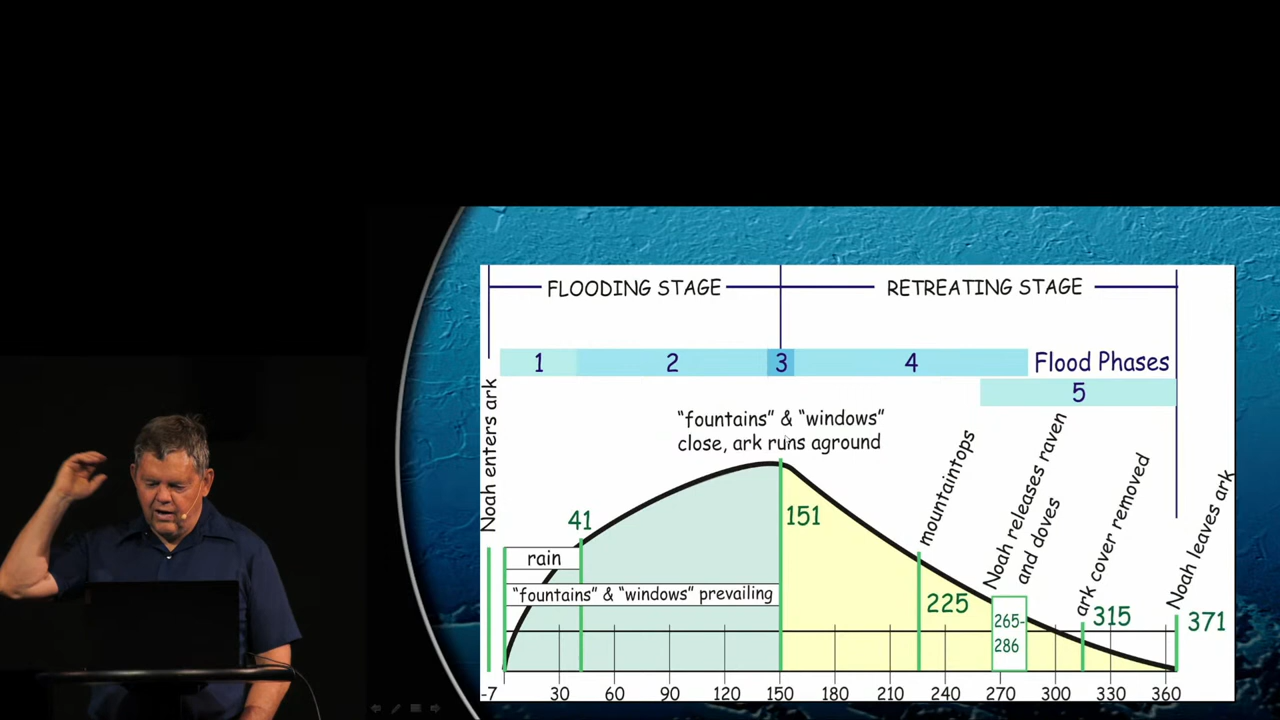 FLOODING STAGE
RETREATING STAGE
1
2
3
4
Flood Phases
5
Noah enters ark
"fountains" & "windows"
close, ark runs aground
mountaintops
Noah releases raven
and doves
ark cover removed
Noah leaves ark
41
151
rain
"fountains" & "windows" prevailing
225
265-
286
315
371
-7 30 60 90 120 150 180 210 240 270 300 330 360